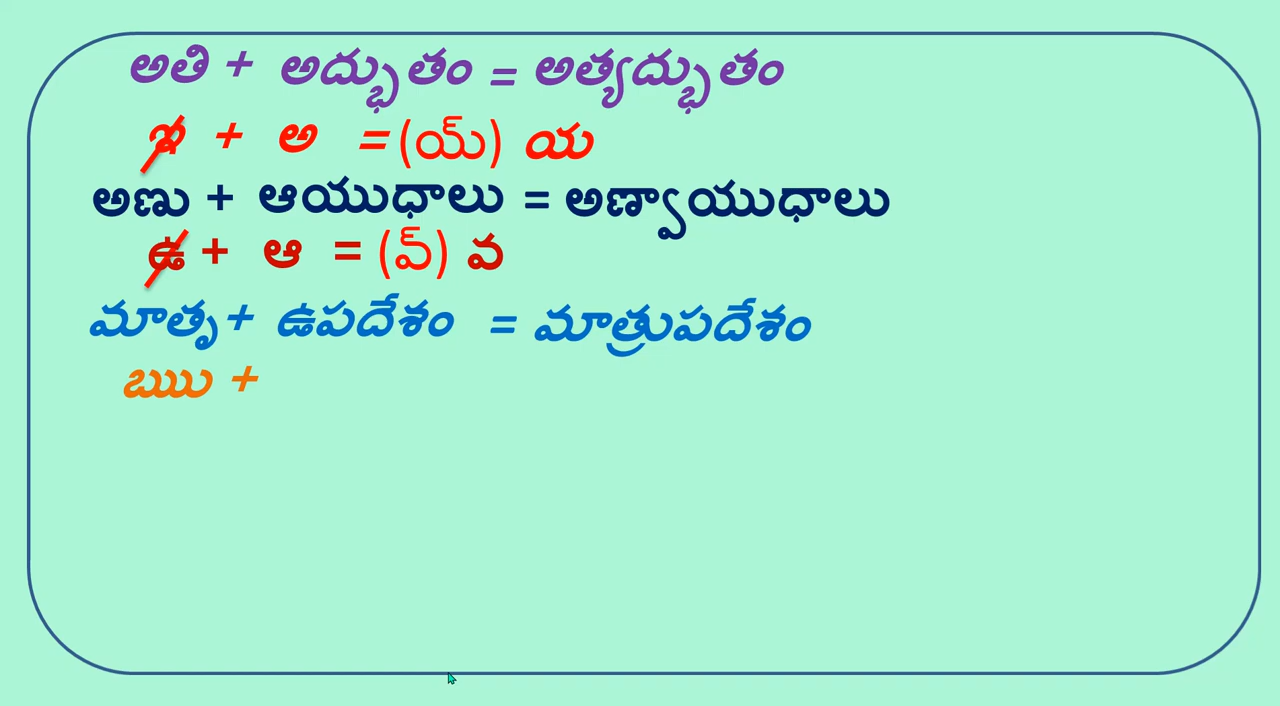 అతి + అద్భుతం = అత్యద్భుతం
ఇ + అ = (య్) య
అణు + ఆయుధాలు = అణ్వాయుధాలు
ఉ + ఆ = (వ్) వ
మాతృ + ఉపదేశం = మాత్రుపదేశం
ఋ +